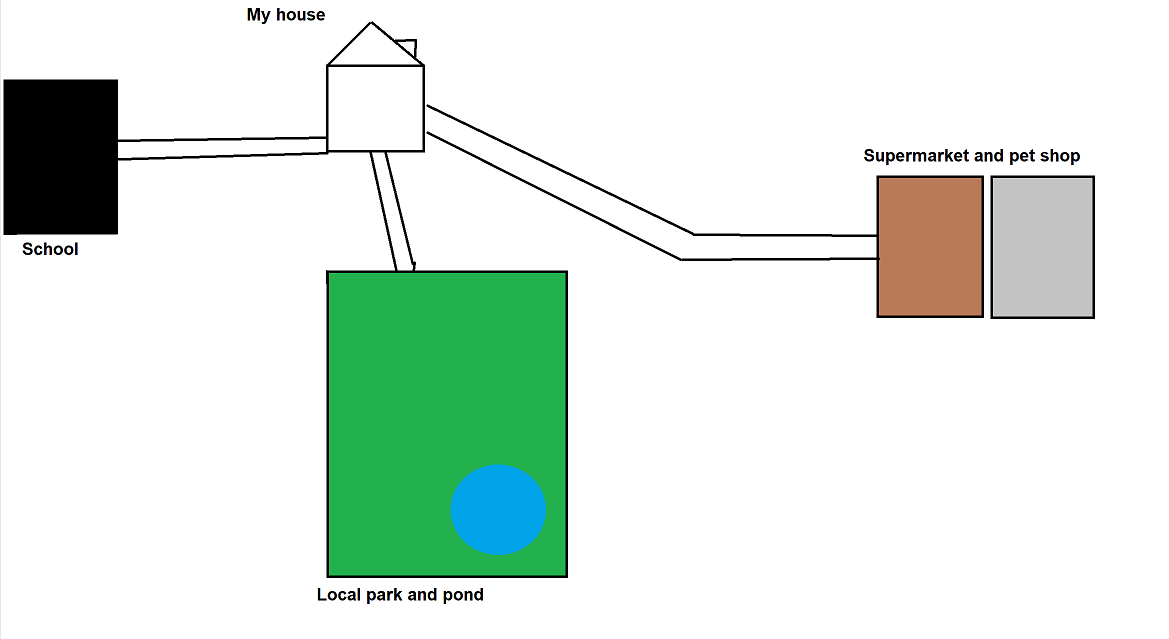 My house
Supermarket and pet shop
School
Local park and pond